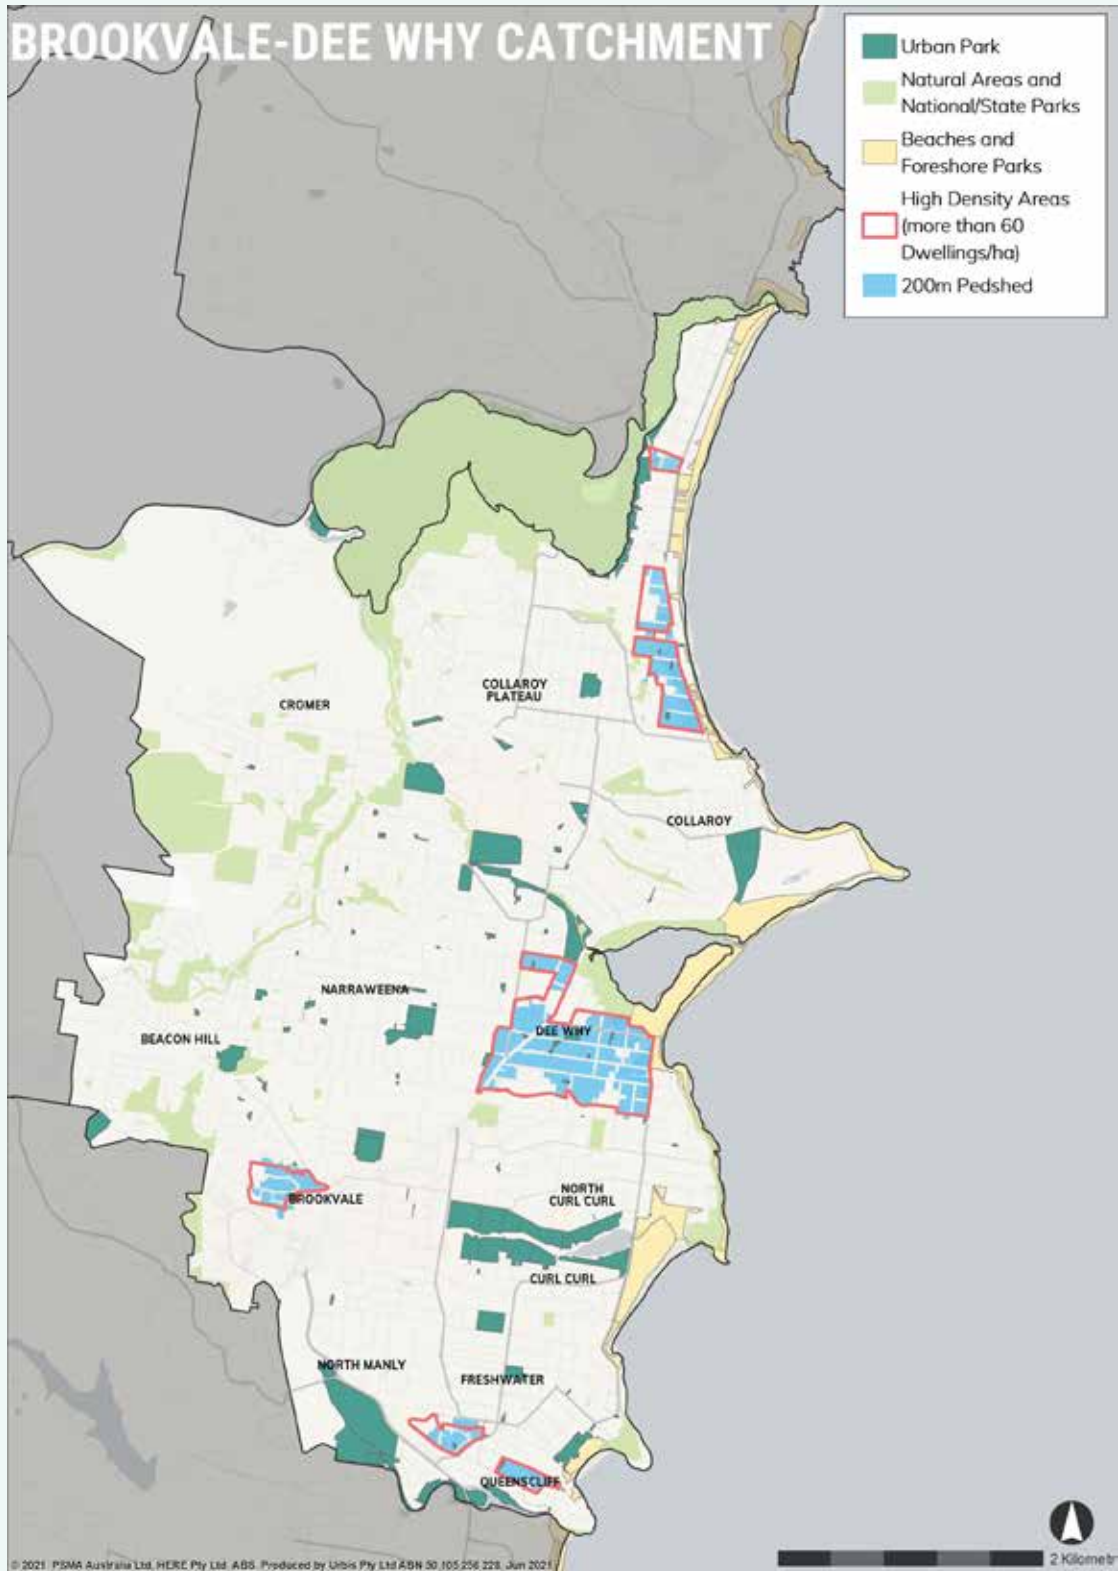 BROOKVALE-DEE WHY CATCHMENT
Urban Park
Natural Areas and
National/State Parks
Beaches and
Foreshore Parks
High Density Areas
(more than 60
Dwellings/ha)
200m Pedshed
CROMER
COLLAROY
PLATEAU
COLLAROY
NARRAWEENA
DEE WHY
BEACON HILL
BROOKVALE
NORTH
CURL CURL
CURL CURL
NORTH MANLY
FRESHWATER
QUEENSCLIFF
2 Kilometr
© 2021 PSMA Australia Ltd, HERE Pty Ltd. ABS. Produced by Urbis Pty Ltd ABN 50 105 256 228, Jun 2021